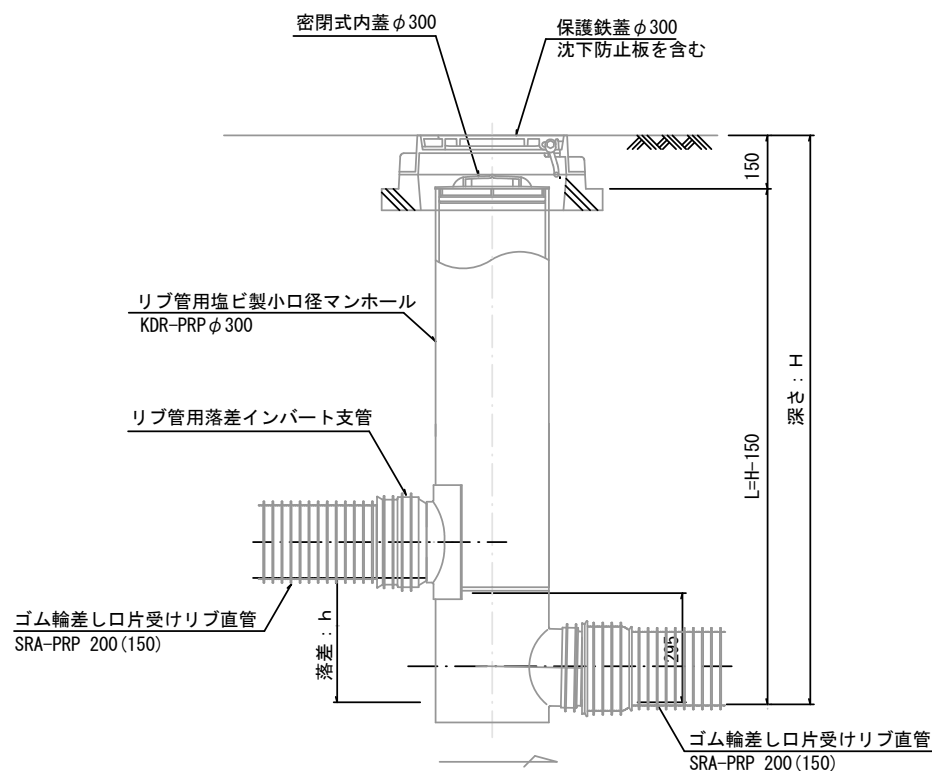 密閉式内蓋φ300
保護鉄蓋φ300
沈下防止板を含む
150
リブ管用塩ビ製小口径マンホール
KDR-PRPφ300
深さ:H
リブ管用落差インバート支管
L=H-150
ゴム輪差し口片受けリブ直管
SRA-PRP 200(150)
落差:h
295
ゴム輪差し口片受けリブ直管
SRA-PRP 200(150)